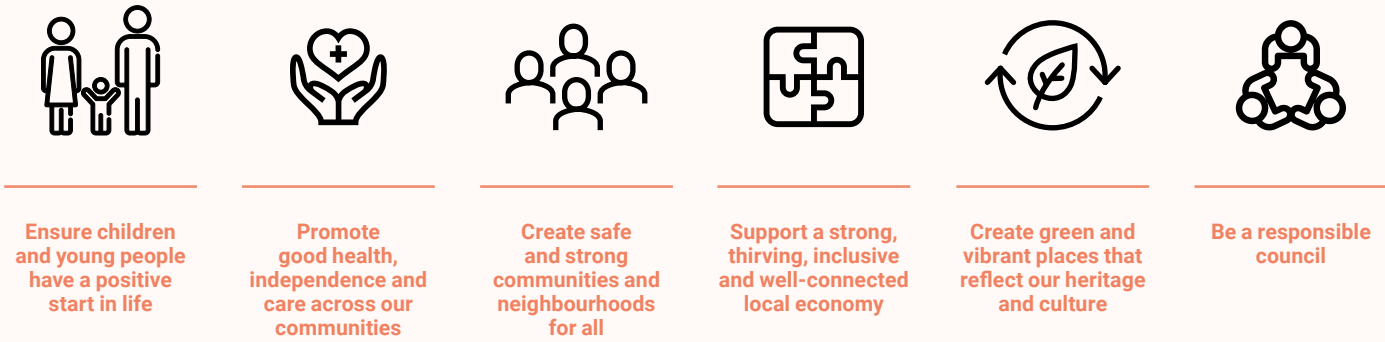 Ensure children
and young people
have a positive
start in life
Promote
good health,
independence and
care across our
communities
Create safe
and strong
communities and
neighbourhoods
for all
Support a strong,
thirving, inclusive
and well-connected
local economy
Create green and
vibrant places that
reflect our heritage
and culture
Be a responsible
council